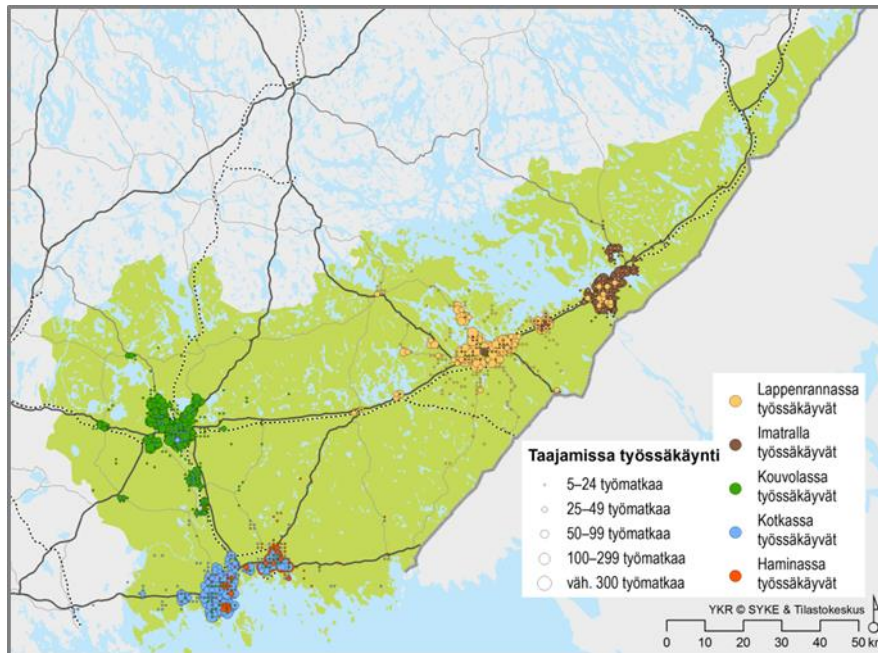 Taajamissa työssäkäynti
5–24 työmatkaa
25–49 työmatkaa
50–99 työmatkaa
100–299 työmatkaa
väh. 300 työmatkaa
Lappenrannassa
työssäkäyvät
Imatralla
työssäkäyvät
Kouvolassa
työssäkäyvät
Kotkassa
työssäkäyvät
Haminassa
työssäkäyvät
YKR © SYKE & Tilastokeskus
0 10 20 30 40 50
km